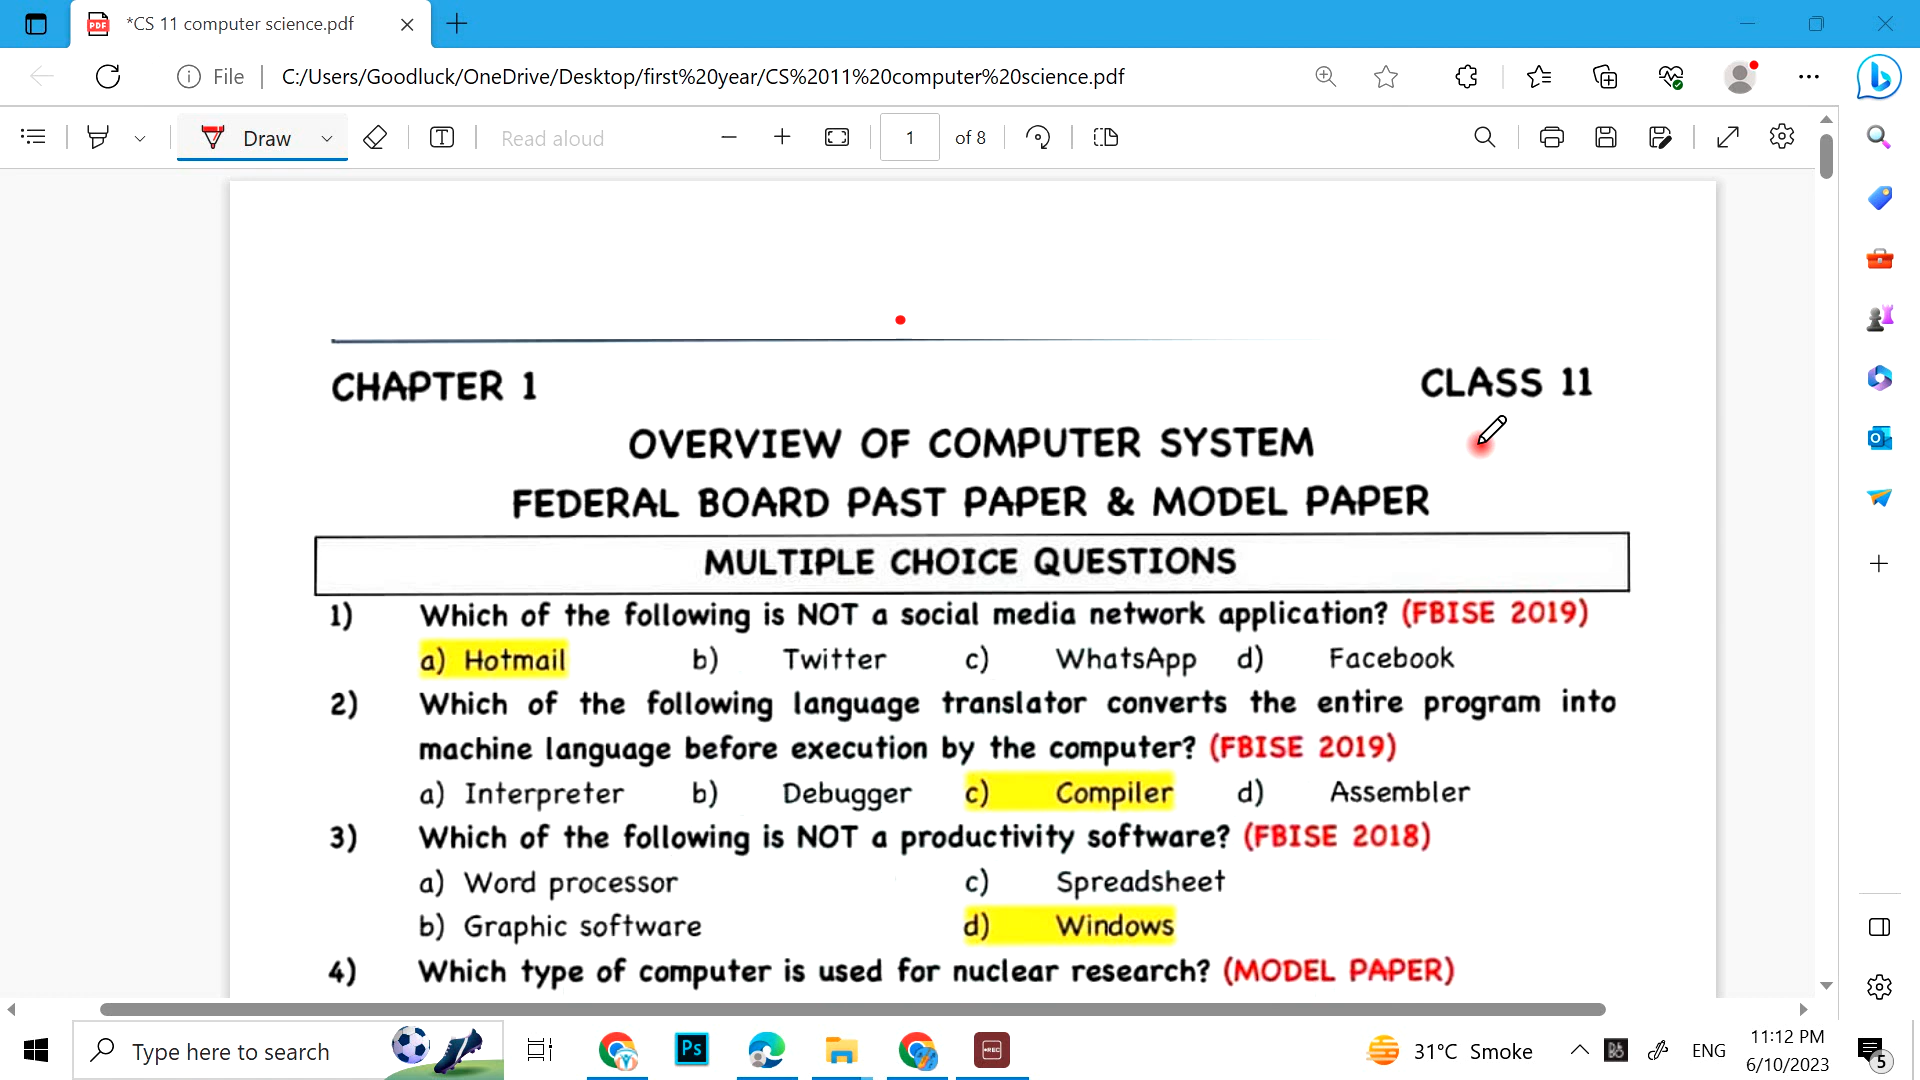 *CS 11 computer science.pdf
File
C:/Users/Goodluck/OneDrive/Desktop/first%20year/CS%2011%20computer%20science.pdf
Draw
Read aloud
1 of 8
CHAPTER 1
CLASS 11
OVERVIEW OF COMPUTER SYSTEM
FEDERAL BOARD PAST PAPER & MODEL PAPER
MULTIPLE CHOICE QUESTIONS
1) Which of the following is NOT a social media network application? (FBISE 2019)
a) Hotmail b) Twitter c) WhatsApp d) Facebook
2) Which of the following language translator converts the entire program into
machine language before execution by the computer? (FBISE 2019)
a) Interpreter b) Debugger c) Compiler d) Assembler
3) Which of the following is NOT a productivity software? (FBISE 2018)
a) Word processor c) Spreadsheet
b) Graphic software d) Windows
4) Which type of computer is used for nuclear research? (MODEL PAPER)
Type here to search
Ps
REC
31°C Smoke
ENG
11:12 PM
6/10/2023
5